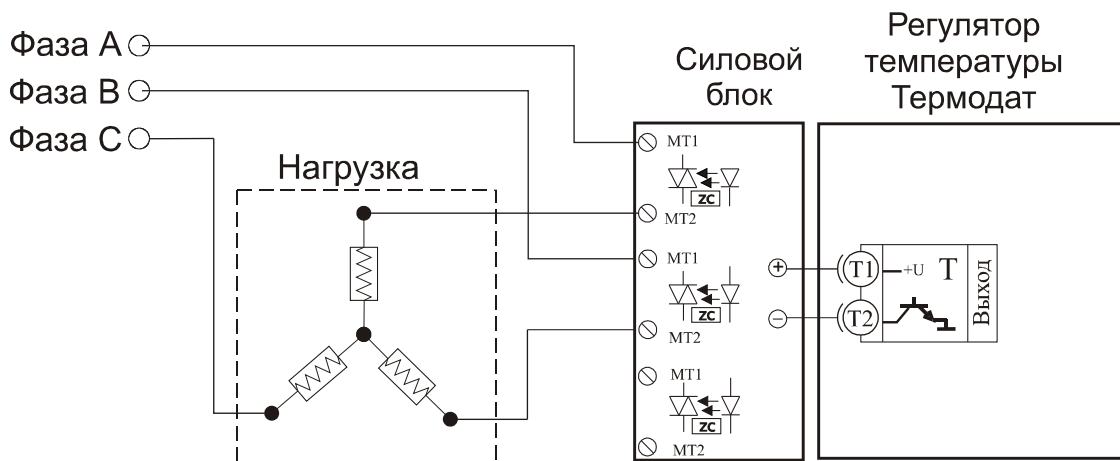 Фаза A
Фаза B
Фаза C
Нагрузка
Силовой
блок
Регулятор
температуры
Термодат
MT1
ZC
MT2
MT1
ZC
MT2
MT1
ZC
MT2
+
−
T1
+U
T
T2
Выход